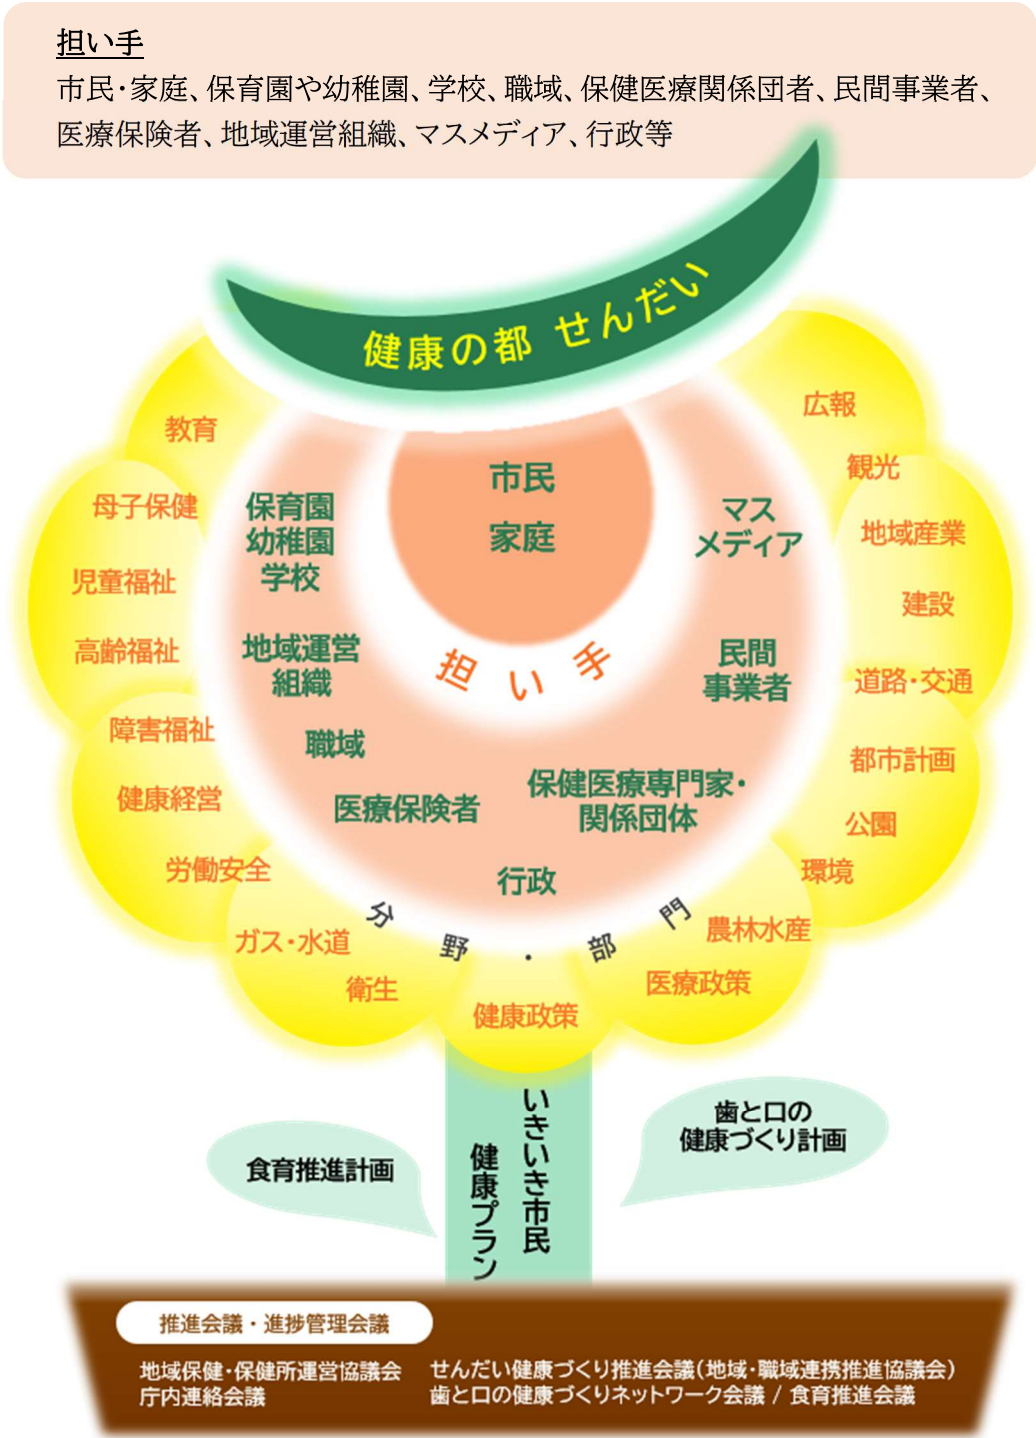 担い手
市民・家庭、保育園や幼稚園、学校、職域、保健医療関係団者、民間事業者、
医療保険者、地域運営組織、マスメディア、行政等
健康の都 せんだい
市民
家庭
担い手
保育園
幼稚園
学校
地域運営
組織
職域
医療保険者
行政
保健医療専門家・
関係団体
民間
事業者
マス
メディア
分野・部門
教育
母子保健
児童福祉
高齢福祉
障害福祉
健康経営
労働安全
ガス・水道
衛生
健康政策
医療政策
農林水産
環境
公園
都市計画
道路・交通
建設
地域産業
観光
広報
いきいき市民
健康プラン
食育推進計画
歯と口の
健康づくり計画
推進会議・進捗管理会議
地域保健・保健所運営協議会
庁内連絡会議
せんだい健康づくり推進会議(地域・職域連携推進協議会)
歯と口の健康づくりネットワーク会議 / 食育推進会議